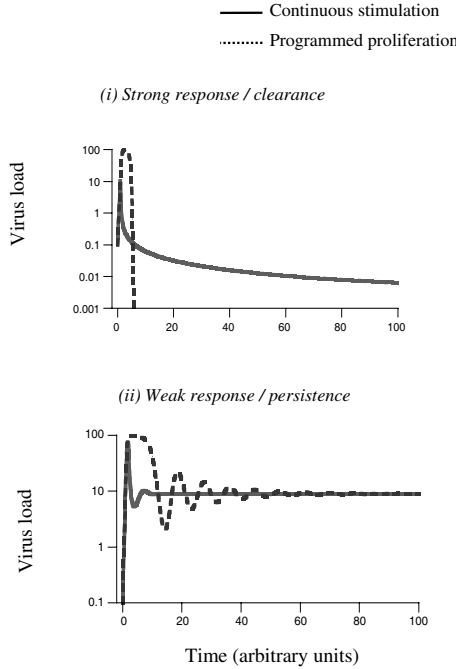 Continuous stimulation
Programmed proliferation
(i) Strong response / clearance
Virus load
100
10
1
0.1
0.01
0.001
0 20 40 60 80 100
(ii) Weak response / persistence
Virus load
100
10
1
0.1
0 20 40 60 80 100
Time (arbitrary units)